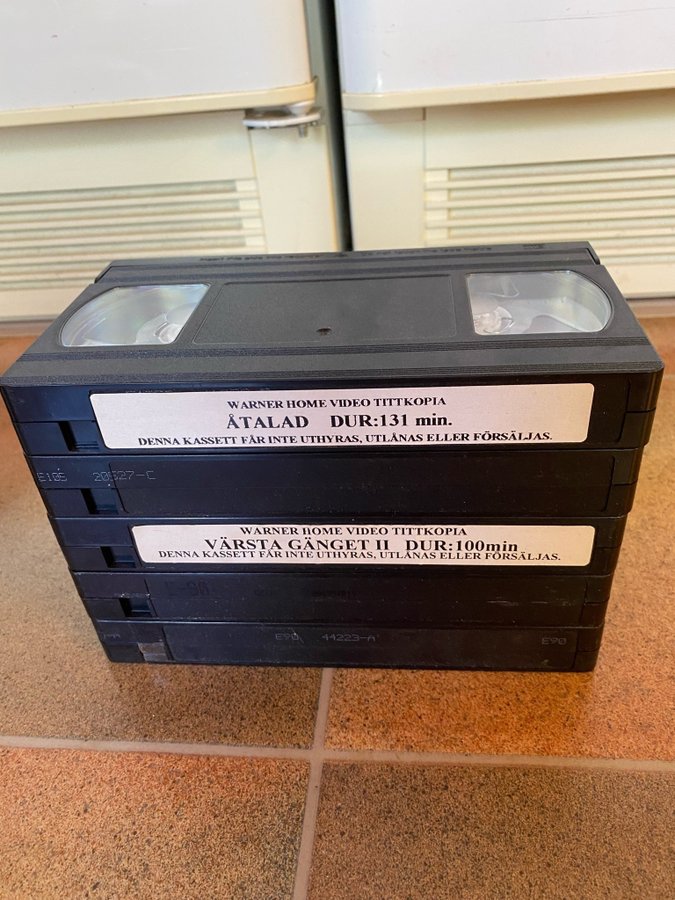 WARNER HOME VIDEO TITTKOPIA
ÅTALAD DUR:131 min.
DENNA KASSETT FÅR INTE UTHYRAS, UTLÅNAS ELLER FÖRSÄLJAS.
E105 20527-C
WARNER HOME VIDEO TITTKOPIA
VÄRSTA GÄNGET II DUR:100min
DENNA KASSETT FÅR INTE UTHYRAS, UTLÅNAS ELLER FÖRSÄLJAS.
E90 44223-A E90